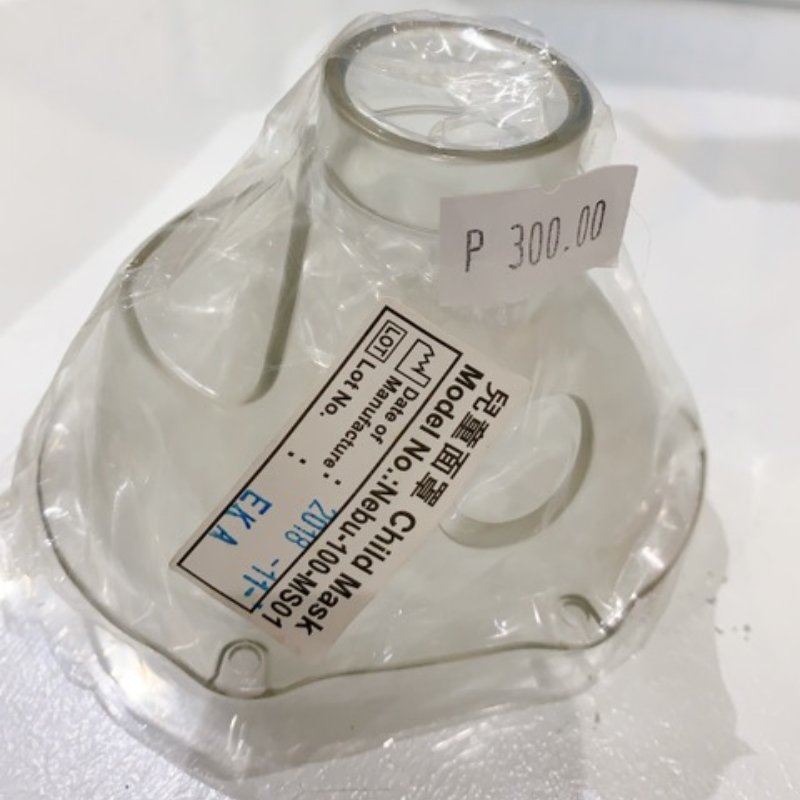 P 300.00
兒童面罩 Child Mask
Model No.:Nebu-100-MS01
Date of Manufacture : 2018 -11-
LOT Lot No. : EKA